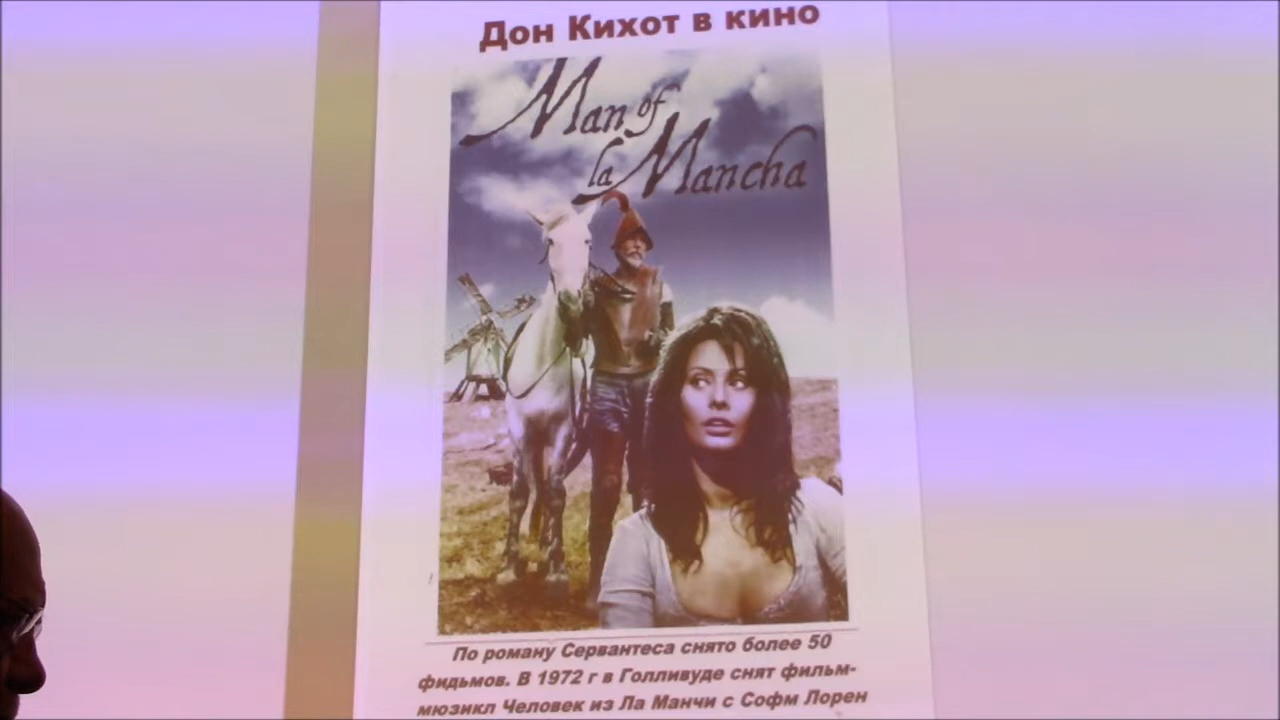 Дон Кихот в кино
Man of
la Mancha
По роману Сервантеса снято более 50
фидьмов. В 1972 г в Голливуде снят фильм-
мюзикл Человек из Ла Манчи с Софм Лорен